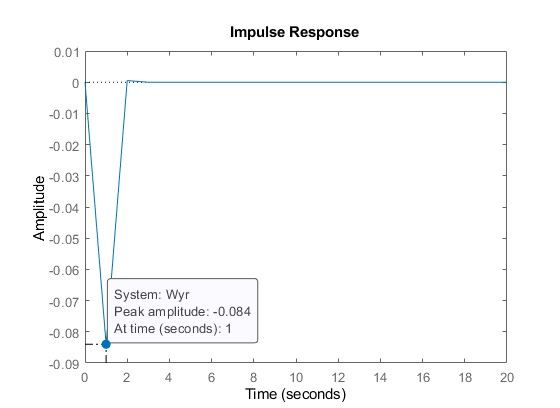 Impulse Response
0.01
0
-0.01
-0.02
-0.03
-0.04
-0.05
-0.06
-0.07
-0.08
-0.09
Amplitude
System: Wyr
Peak amplitude: -0.084
At time (seconds): 1
0 2 4 6 8 10 12 14 16 18 20
Time (seconds)